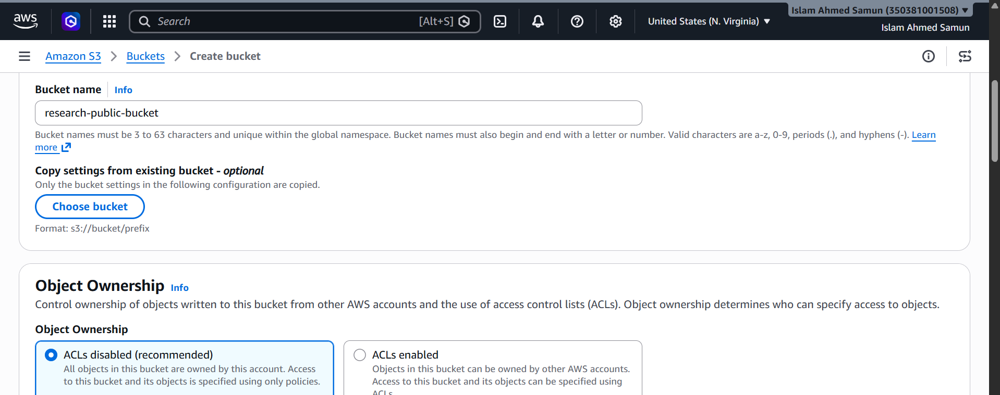 aws
Search
[Alt+S]
United States (N. Virginia)
Islam Ahmed Samun (350381001508)
Islam Ahmed Samun
Amazon S3
Buckets
Create bucket
Bucket name
Info
research-public-bucket
Bucket names must be 3 to 63 characters and unique within the global namespace. Bucket names must also begin and end with a letter or number. Valid characters are a-z, 0-9, periods (.), and hyphens (-). Learn
more
Copy settings from existing bucket - optional
Only the bucket settings in the following configuration are copied.
Choose bucket
Format: s3://bucket/prefix
Object Ownership Info
Control ownership of objects written to this bucket from other AWS accounts and the use of access control lists (ACLs). Object ownership determines who can specify access to objects.
Object Ownership
ACLs disabled (recommended)
All objects in this bucket are owned by this account. Access
to this bucket and its objects is specified using only policies.
ACLs enabled
Objects in this bucket can be owned by other AWS accounts.
Access to this bucket and its objects can be specified using
ACLs.